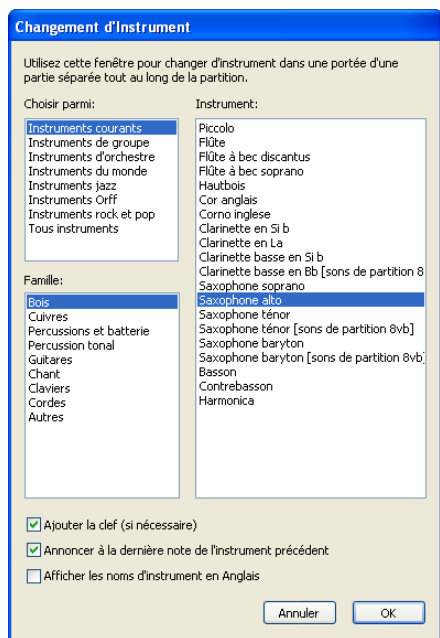 Changement d'Instrument
Utilisez cette fenêtre pour changer d'instrument dans une portée d'une
partie séparée tout au long de la partition.
Choisir parmi:
Instruments courants
Instruments de groupe
Instruments d'orchestre
Instruments du monde
Instruments jazz
Instruments Orff
Instruments rock et pop
Tous instruments
Famille:
Bois
Cuivres
Percussions et batterie
Percussion tonal
Guitares
Chant
Claviers
Cordes
Autres
Instrument:
Piccolo
Flûte
Flûte à bec discantus
Flûte à bec soprano
Hautbois
Cor anglais
Corno inglese
Clarinette en Si b
Clarinette en La
Clarinette basse en Si b
Clarinette basse en Bb [sons de partition 8
Saxophone soprano
Saxophone alto
Saxophone ténor
Saxophone ténor [sons de partition 8vb]
Saxophone baryton
Saxophone baryton [sons de partition 8vb]
Basson
Contrebasson
Harmonica
Ajouter la clef (si nécessaire)
Annoncer à la dernière note de l'instrument précédent
Afficher les noms d'instrument en Anglais
Annuler
OK